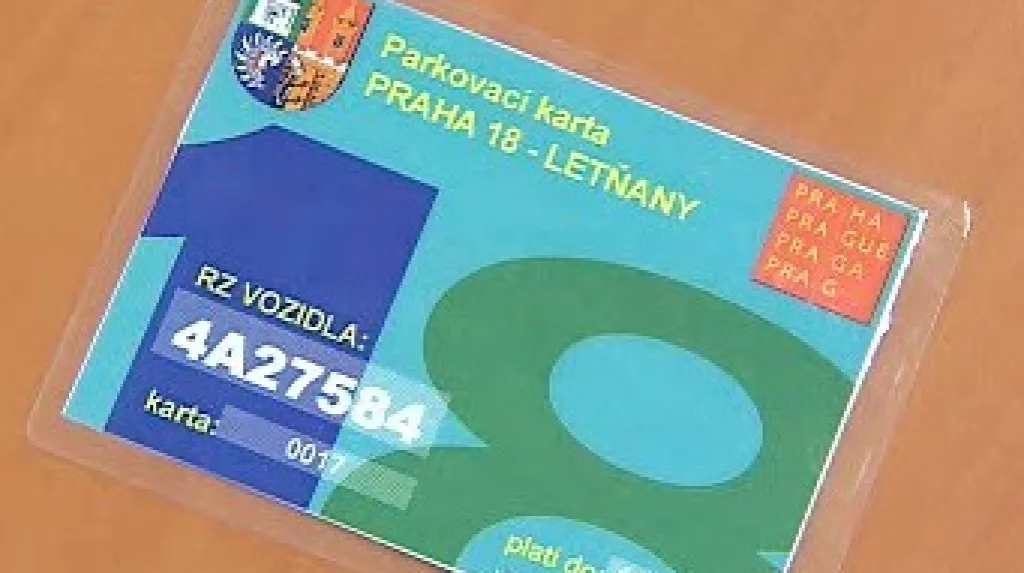 Parkovací karta
PRAHA 18 - LETŇANY
PRA HA
PRA GUE
PRA GA
PRA G
RZ VOZIDLA:
4A27584
karta:
0017
platí do: